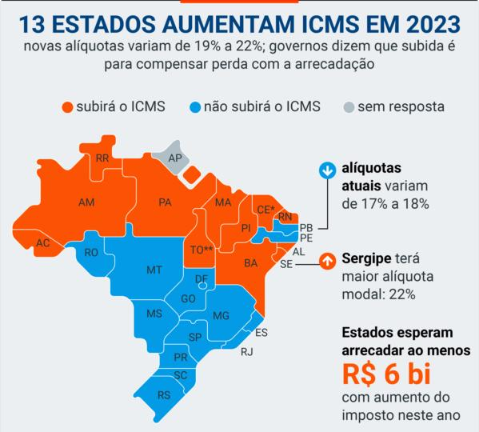 13 ESTADOS AUMENTAM ICMS EM 2023
novas alíquotas variam de 19% a 22%; governos dizem que subida é
para compensar perda com a arrecadação
subirá o ICMS
não subirá o ICMS
sem resposta
RR
AP
AM
PA
MA
CE*
RN
PI
PB
PE
AC
TO**
AL
RO
BA
SE
MT
DF
GO
MG
MS
ES
SP
RJ
PR
SC
RS
alíquotas
atuais variam
de 17% a 18%
Sergipe terá
maior alíquota
modal: 22%
Estados esperam
arrecadar ao menos
R$ 6 bi
com aumento do
imposto neste ano